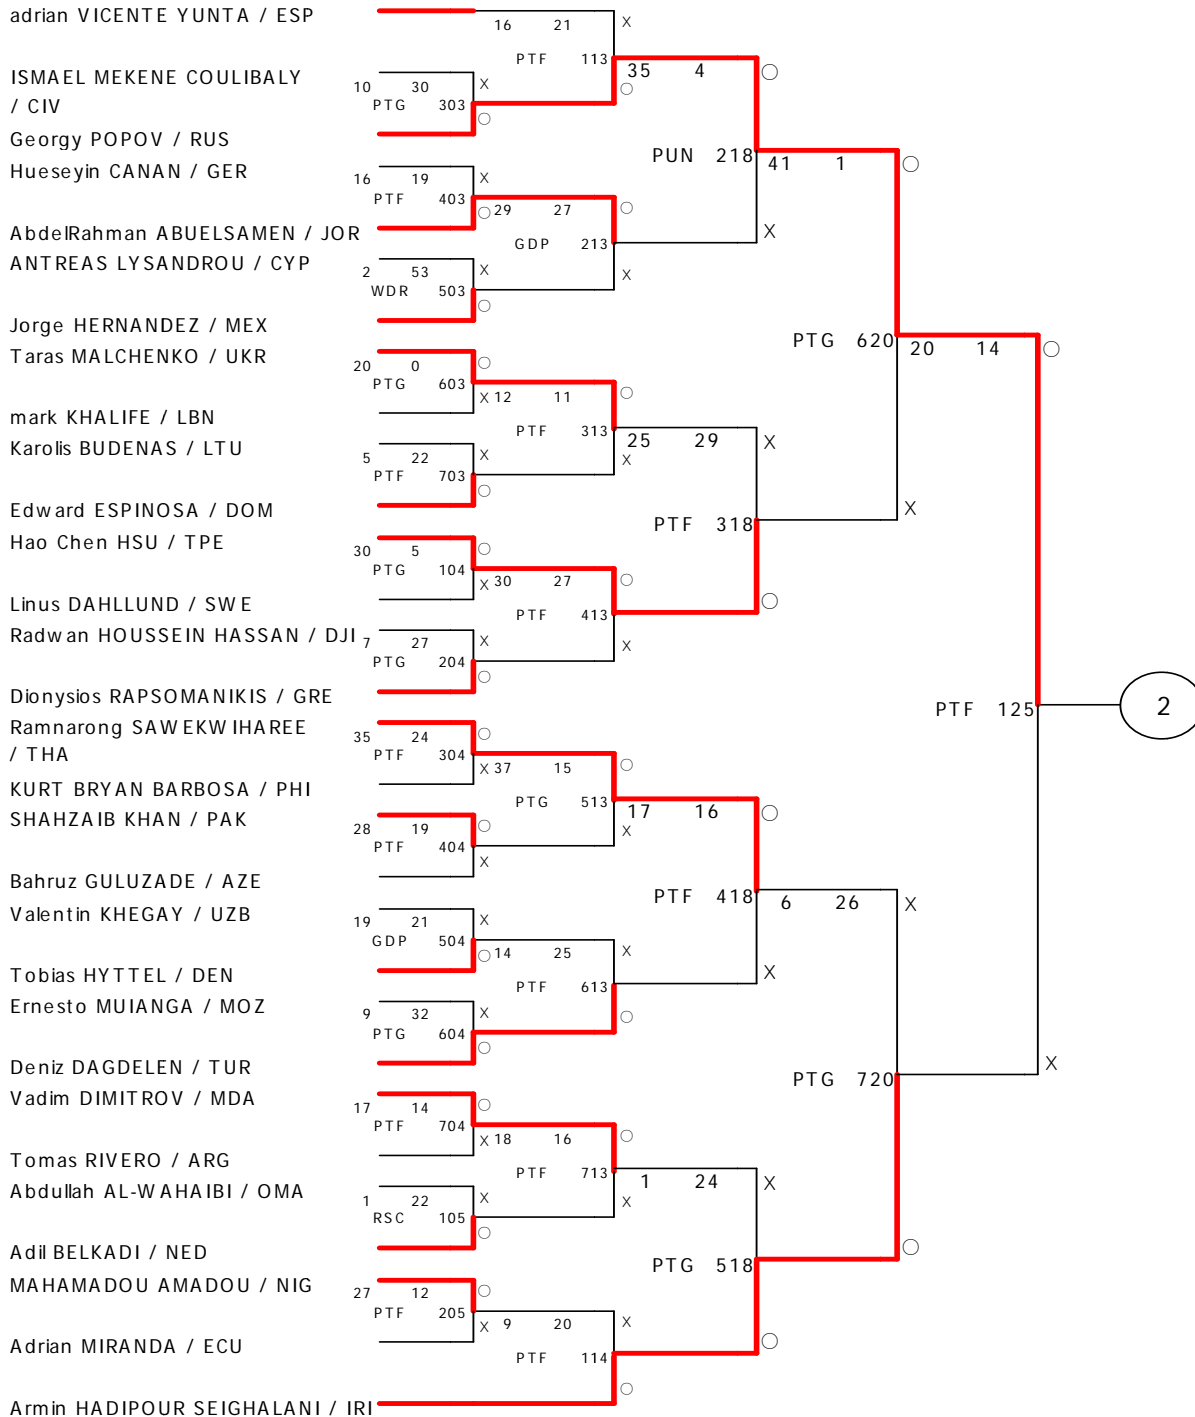 adrian VICENTE YUNTA / ESP
16 21 X
PTF 113
35 4 ○
ISMAEL MEKENE COULIBALY
/ CIV
10 30 X
PTG 303
○
○
Georgy POPOV / RUS
PUN 218
41 1 ○
Hueseyin CANAN / GER
16 19 X
PTF 403
○ 29 27 ○
AbdelRahman ABUELSAMEN / JOR
GDP 213
X
ANTREAS LYSANDROU / CYP
2 53 X
WDR 503
○
X
Jorge HERNANDEZ / MEX
PTG 620
20 14 ○
Taras MALCHENKO / UKR
20 0 ○
PTG 603
X 12 11 ○
mark KHALIFE / LBN
PTF 313
25 29 X
Karolis BUDENAS / LTU
5 22 X
PTF 703
○
X
Edward ESPINOSA / DOM
PTF 318
X
Hao Chen HSU / TPE
30 5 ○
PTG 104
X 30 27 ○
Linus DAHLLUND / SWE
PTF 413
○
Radwan HOUSSEIN HASSAN / DJI
7 27 X
PTG 204
○
X
Dionysios RAPSOMANIKIS / GRE
PTF 125
2
Ramnarong SAWEKWIHAREE
/ THA
35 24 ○
PTF 304
X 37 15 ○
KURT BRYAN BARBOSA / PHI
PTG 513
17 16 ○
SHAHZAIB KHAN / PAK
28 19 ○
PTF 404
X
X
Bahruz GULUZADE / AZE
PTF 418
6 26 X
Valentin KHEGAY / UZB
19 21 X
GDP 504
○ 14 25 X
Tobias HYTTEL / DEN
PTF 613
X
Ernesto MUIANGA / MOZ
9 32 X
PTG 604
○
○
Deniz DAGDELEN / TUR
PTG 720
X
Vadim DIMITROV / MDA
17 14 ○
PTF 704
X 18 16 ○
Tomas RIVERO / ARG
PTF 713
1 24 X
Abdullah AL-WAHAIBI / OMA
1 22 X
RSC 105
○
X
Adil BELKADI / NED
PTG 518
○
MAHAMADOU AMADOU / NIG
27 12 ○
PTF 205
X 9 20 X
Adrian MIRANDA / ECU
PTF 114
○
○
Armin HADIPOUR SEIGHALANI / IRI